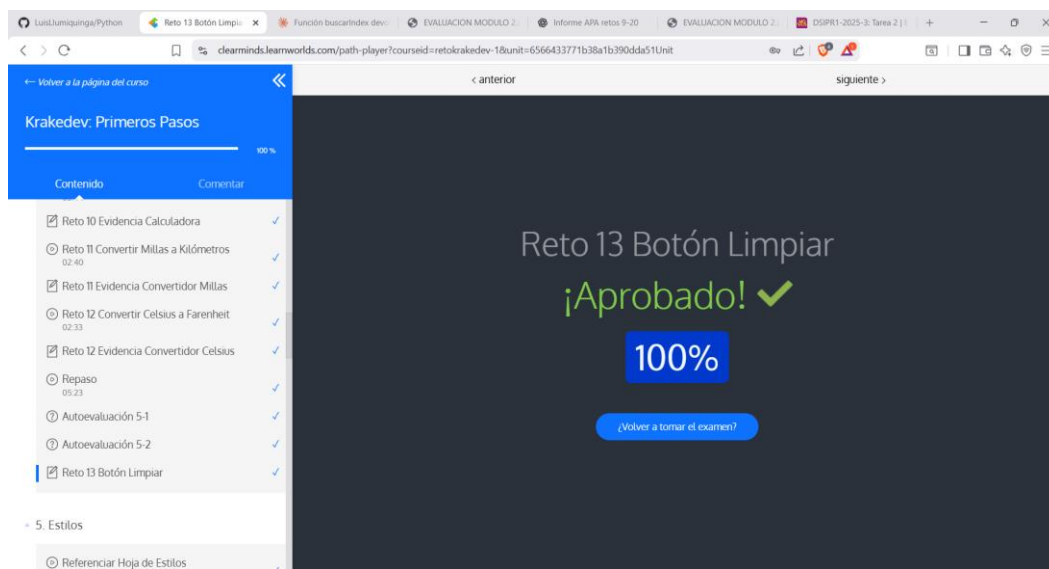 LuisUumiquinga/Python
Reto 13 Botón Limpia
Función buscarIndex devo
EVALUACION MODULO 2
Informe APA retos 9-20
EVALUACION MODULO 2
DSIPR1-2025-3: Tarea 2 |
clearminds.learnworlds.com/path-player?courseid=retokrakedev-1&unit=6566433771b38a1b390dda51Unit
← Volver a la página del curso
< anterior
siguiente >
Krakedev: Primeros Pasos
100 %
Contenido
Comentar
Reto 10 Evidencia Calculadora
Reto 11 Convertir Millas a Kilómetros
02:40
Reto 11 Evidencia Convertidor Millas
Reto 12 Convertir Celsius a Farenheit
02:33
Reto 12 Evidencia Convertidor Celsius
Repaso
05:23
Autoevaluación 5-1
Autoevaluación 5-2
Reto 13 Botón Limpiar
5. Estilos
Referenciar Hoja de Estilos
Reto 13 Botón Limpiar
¡Aprobado!
100%
¿Volver a tomar el examen?